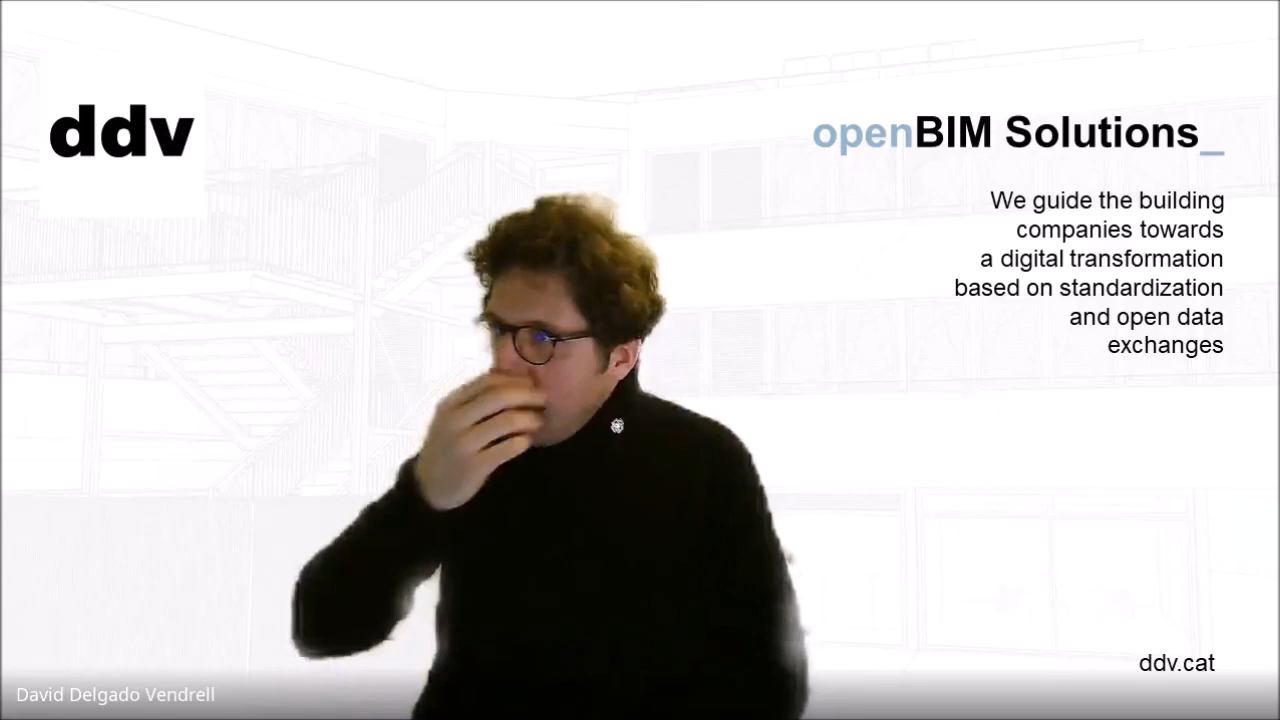 ddv
openBIM Solutions_
We guide the building
companies towards
a digital transformation
based on standardization
and open data
exchanges
ddv.cat
David Delgado Vendrell